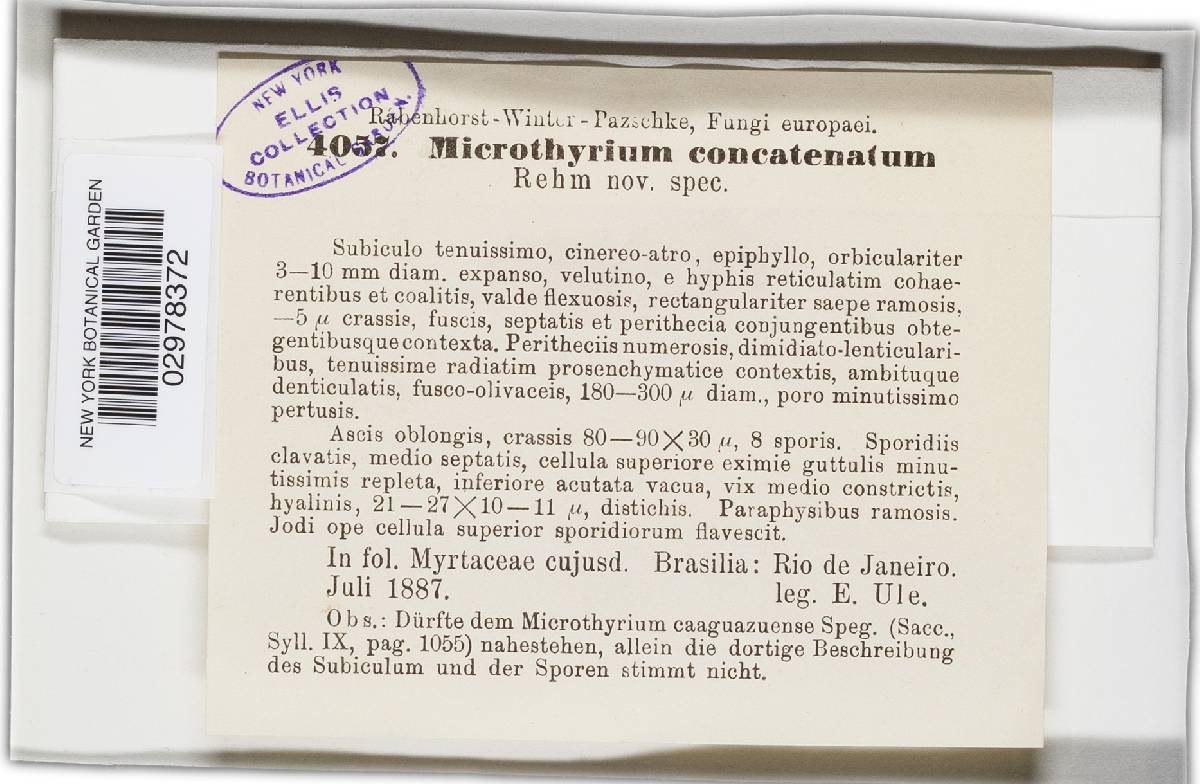 NEW YORK
ELLIS
COLLECTION
BOTANICAL GARDEN.
Rabenhorst-Winter-Pazschke, Fungi europaei.
4057. Microthyrium concatenatum
Rehm nov. spec.
Subiculo tenuissimo, cinereo-atro, epiphyllo, orbiculariter
3—10 mm diam. expanso, velutino, e hyphis reticulatim cohae-
rentibus et coalitis, valde flexuosis, rectangulariter saepe ramosis,
—5 µ crassis, fuscis, septatis et perithecia conjungentibus obte-
gentibusque contexta. Peritheciis numerosis, dimidiato-lenticulari-
bus, tenuissime radiatim prosenchymatice contextis, ambituque
denticulatis, fusco-olivaceis, 180—300 µ diam., poro minutissimo
pertusis.
Ascis oblongis, crassis 80—90×30 µ, 8 sporis. Sporidiis
clavatis, medio septatis, cellula superiore eximie guttulis minu-
tissimis repleta, inferiore acutata vacua, vix medio constrictis,
hyalinis, 21—27×10—11 µ, distichis. Paraphysibus ramosis.
Jodi ope cellula superior sporidiorum flavescit.
In fol. Myrtaceae cujusd. Brasilia: Rio de Janeiro.
Juli 1887. leg. E. Ule.
Obs.: Dürfte dem Microthyrium caaguazuense Speg. (Sacc.,
Syll. IX, pag. 1055) nahestehen, allein die dortige Beschreibung
des Subiculum und der Sporen stimmt nicht.
NEW YORK BOTANICAL GARDEN
02978372